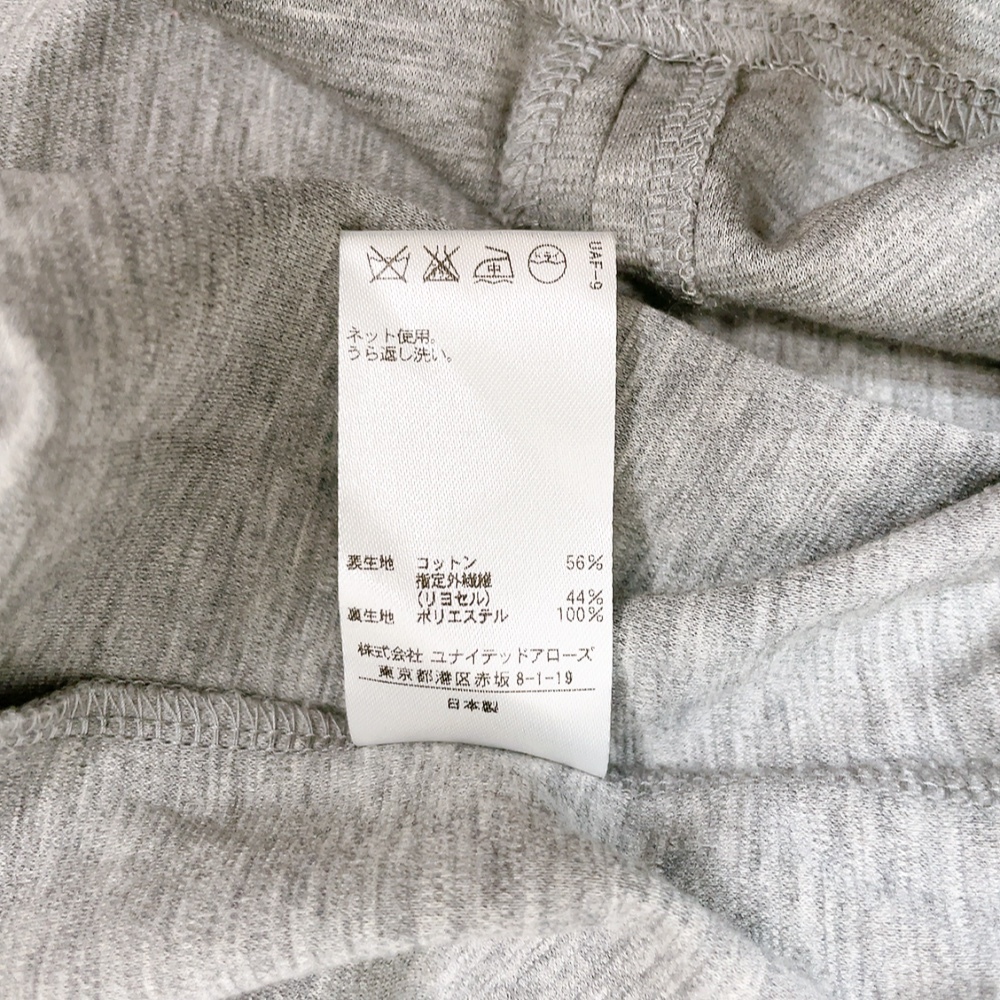 UAF-9
中
ネット使用。
うら返し洗い。
表生地 コットン 56%
指定外繊維
(リヨセル) 44%
裏生地 ポリエステル 100%
株式会社 ユナイテッドアローズ
東京都港区赤坂 8-1-19
日本製